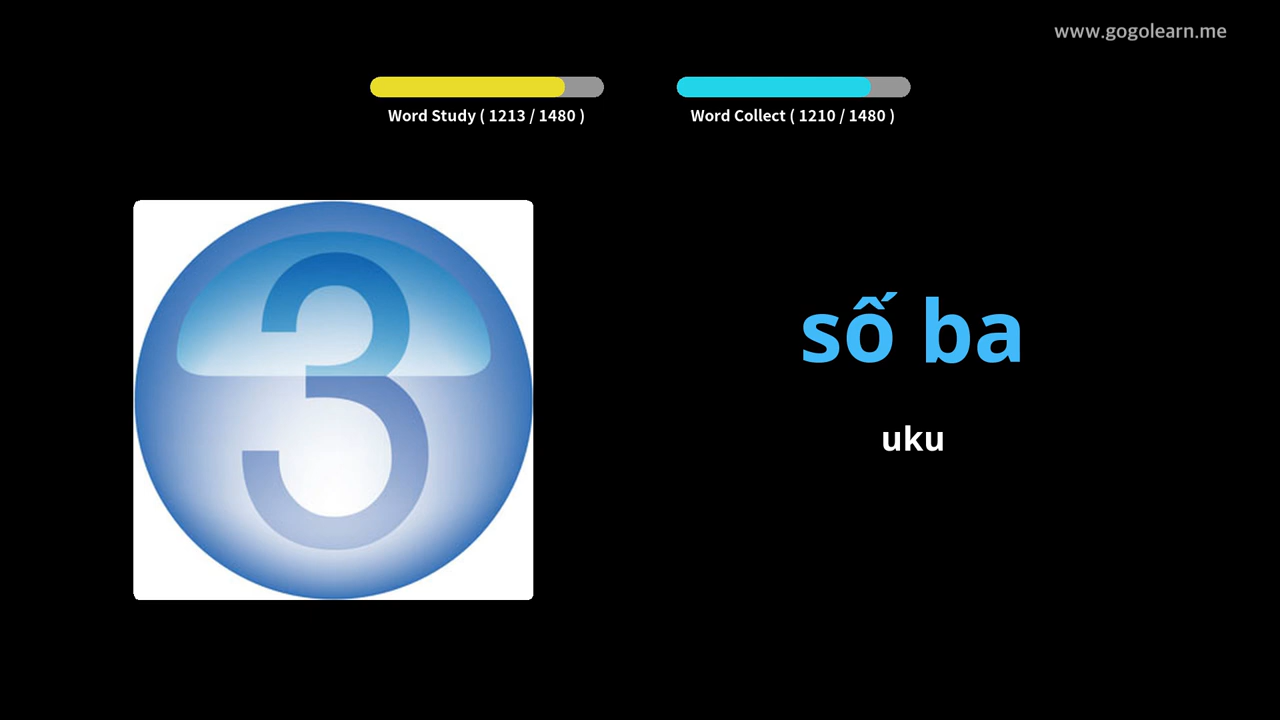 www.gogolearn.me
Word Study ( 1213 / 1480 )
Word Collect ( 1210 / 1480 )
3
số ba
uku